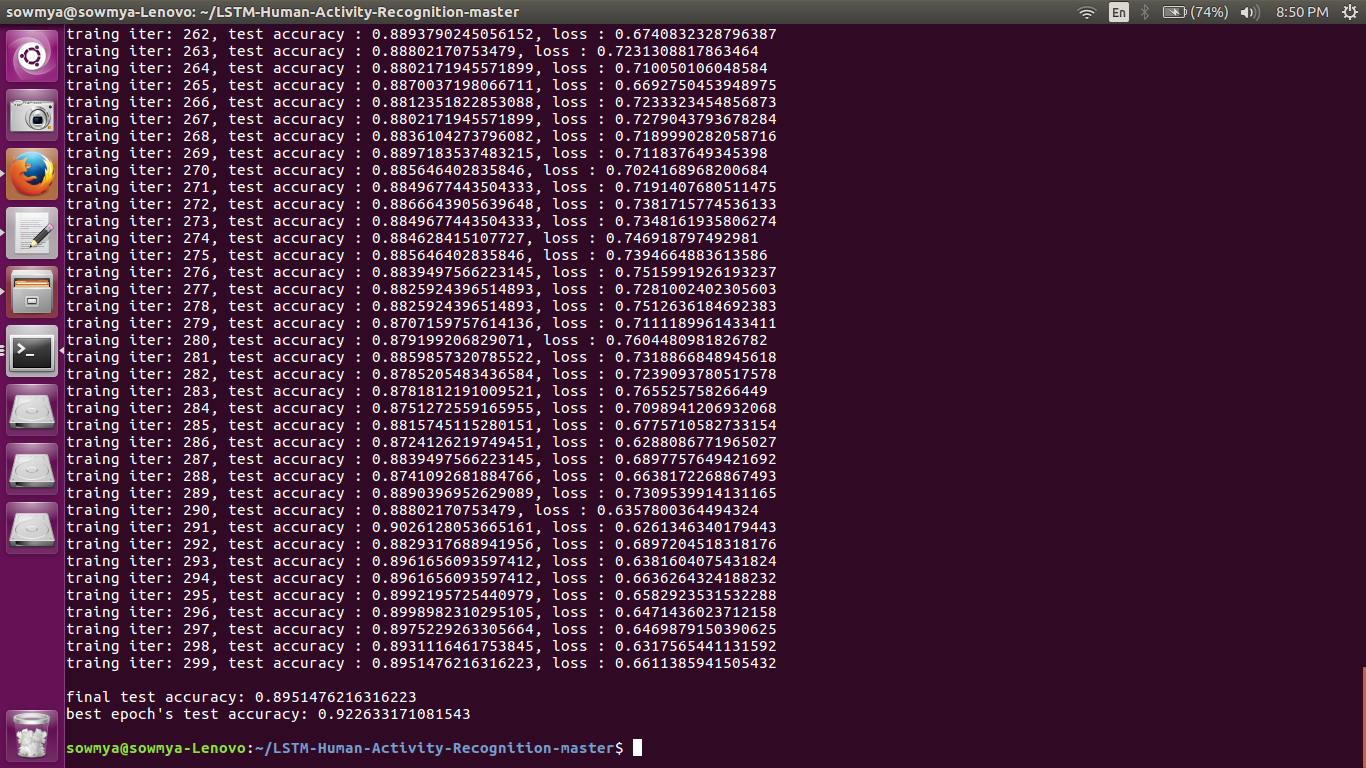 sowmya@sowmya-Lenovo: ~/LSTM-Human-Activity-Recognition-master
En
(74%)
8:50 PM
traing iter: 262, test accuracy : 0.8893790245056152, loss : 0.6740832328796387
traing iter: 263, test accuracy : 0.88802170753479, loss : 0.7231308817863464
traing iter: 264, test accuracy : 0.8802171945571899, loss : 0.710050106048584
traing iter: 265, test accuracy : 0.8870037198066711, loss : 0.6692750453948975
traing iter: 266, test accuracy : 0.8812351822853088, loss : 0.7233323454856873
traing iter: 267, test accuracy : 0.8802171945571899, loss : 0.7279043793678284
traing iter: 268, test accuracy : 0.8836104273796082, loss : 0.7189990282058716
traing iter: 269, test accuracy : 0.8897183537483215, loss : 0.711837649345398
traing iter: 270, test accuracy : 0.885646402835846, loss : 0.7024168968200684
traing iter: 271, test accuracy : 0.8849677443504333, loss : 0.7191407680511475
traing iter: 272, test accuracy : 0.8866643905639648, loss : 0.7381715774536133
traing iter: 273, test accuracy : 0.8849677443504333, loss : 0.7348161935806274
traing iter: 274, test accuracy : 0.884628415107727, loss : 0.746918797492981
traing iter: 275, test accuracy : 0.885646402835846, loss : 0.7394664883613586
traing iter: 276, test accuracy : 0.8839497566223145, loss : 0.7515991926193237
traing iter: 277, test accuracy : 0.8825924396514893, loss : 0.7281002402305603
traing iter: 278, test accuracy : 0.8825924396514893, loss : 0.7512636184692383
traing iter: 279, test accuracy : 0.8707159757614136, loss : 0.7111189961433411
traing iter: 280, test accuracy : 0.879199206829071, loss : 0.7604480981826782
traing iter: 281, test accuracy : 0.8859857320785522, loss : 0.7318866848945618
traing iter: 282, test accuracy : 0.8785205483436584, loss : 0.7239093780517578
traing iter: 283, test accuracy : 0.8781812191009521, loss : 0.765525758266449
traing iter: 284, test accuracy : 0.8751272559165955, loss : 0.7098941206932068
traing iter: 285, test accuracy : 0.8815745115280151, loss : 0.6775710582733154
traing iter: 286, test accuracy : 0.8724126219749451, loss : 0.6288086771965027
traing iter: 287, test accuracy : 0.8839497566223145, loss : 0.6897757649421692
traing iter: 288, test accuracy : 0.8741092681884766, loss : 0.6638172268867493
traing iter: 289, test accuracy : 0.8890396952629089, loss : 0.7309539914131165
traing iter: 290, test accuracy : 0.88802170753479, loss : 0.6357800364494324
traing iter: 291, test accuracy : 0.9026128053665161, loss : 0.6261346340179443
traing iter: 292, test accuracy : 0.8829317688941956, loss : 0.6897204518318176
traing iter: 293, test accuracy : 0.8961656093597412, loss : 0.6381604075431824
traing iter: 294, test accuracy : 0.8961656093597412, loss : 0.6636264324188232
traing iter: 295, test accuracy : 0.8992195725440979, loss : 0.6582923531532288
traing iter: 296, test accuracy : 0.8998982310295105, loss : 0.6471436023712158
traing iter: 297, test accuracy : 0.8975229263305664, loss : 0.6469879150390625
traing iter: 298, test accuracy : 0.8931116461753845, loss : 0.6317565441131592
traing iter: 299, test accuracy : 0.8951476216316223, loss : 0.6611385941505432
final test accuracy: 0.8951476216316223
best epoch's test accuracy: 0.922633171081543
sowmya@sowmya-Lenovo:~/LSTM-Human-Activity-Recognition-master$